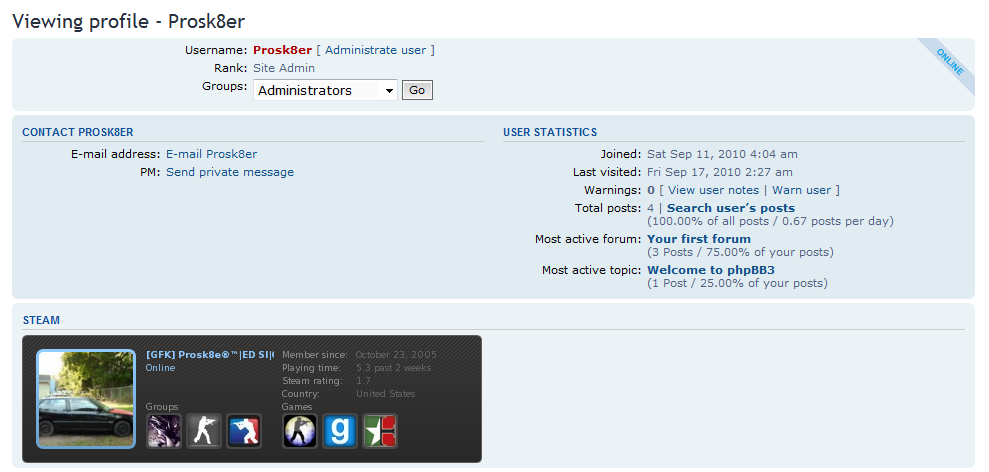 Viewing profile - Prosk8er
Username: Prosk8er [ Administrate user ]
Rank: Site Admin
Groups: Administrators Go
ONLINE
CONTACT PROSK8ER
E-mail address: E-mail Prosk8er
PM: Send private message
USER STATISTICS
Joined: Sat Sep 11, 2010 4:04 am
Last visited: Fri Sep 17, 2010 2:27 am
Warnings: 0 [ View user notes | Warn user ]
Total posts: 4 | Search user's posts
(100.00% of all posts / 0.67 posts per day)
Most active forum: Your first forum
(3 Posts / 75.00% of your posts)
Most active topic: Welcome to phpBB3
(1 Post / 25.00% of your posts)
STEAM
[GFK] Prosk8e®™|ED SI|
Online
Groups
Member since: October 23, 2005
Playing time: 5.3 past 2 weeks
Steam rating: 1.7
Country: United States
Games
g